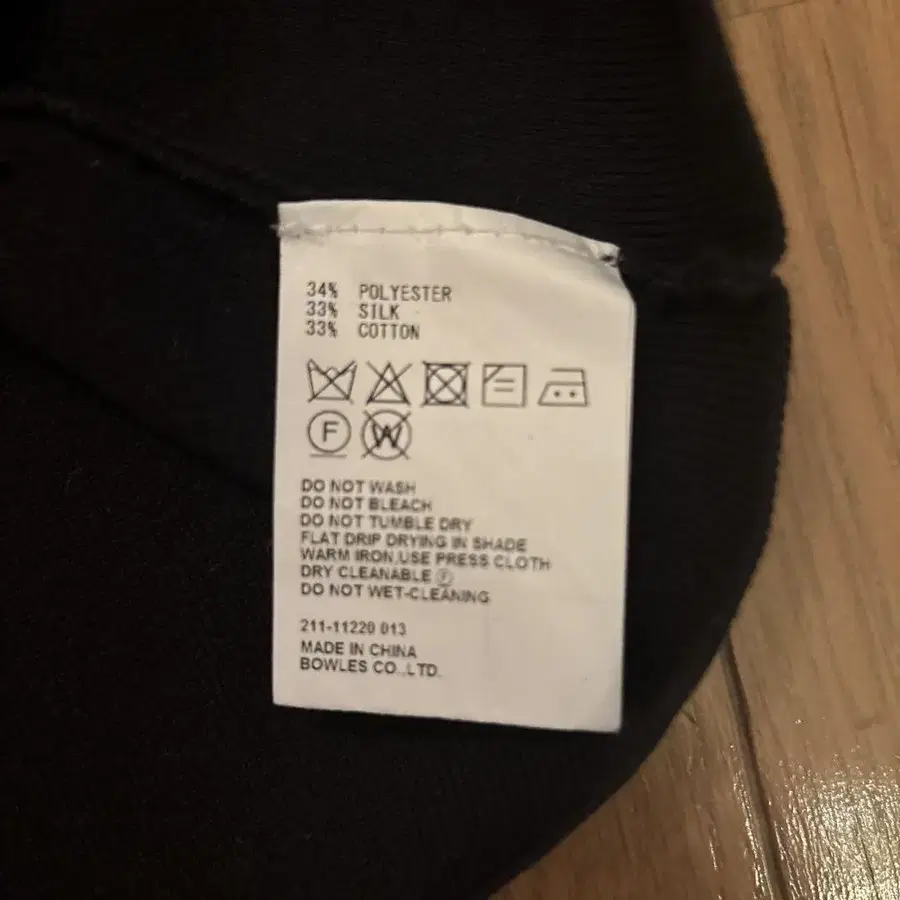 34% POLYESTER
33% SILK
33% COTTON
F W
DO NOT WASH
DO NOT BLEACH
DO NOT TUMBLE DRY
FLAT DRIP DRYING IN SHADE
WARM IRON,USE PRESS CLOTH
DRY CLEANABLE Ⓕ
DO NOT WET-CLEANING
211-11220 013
MADE IN CHINA
BOWLES CO.,LTD.